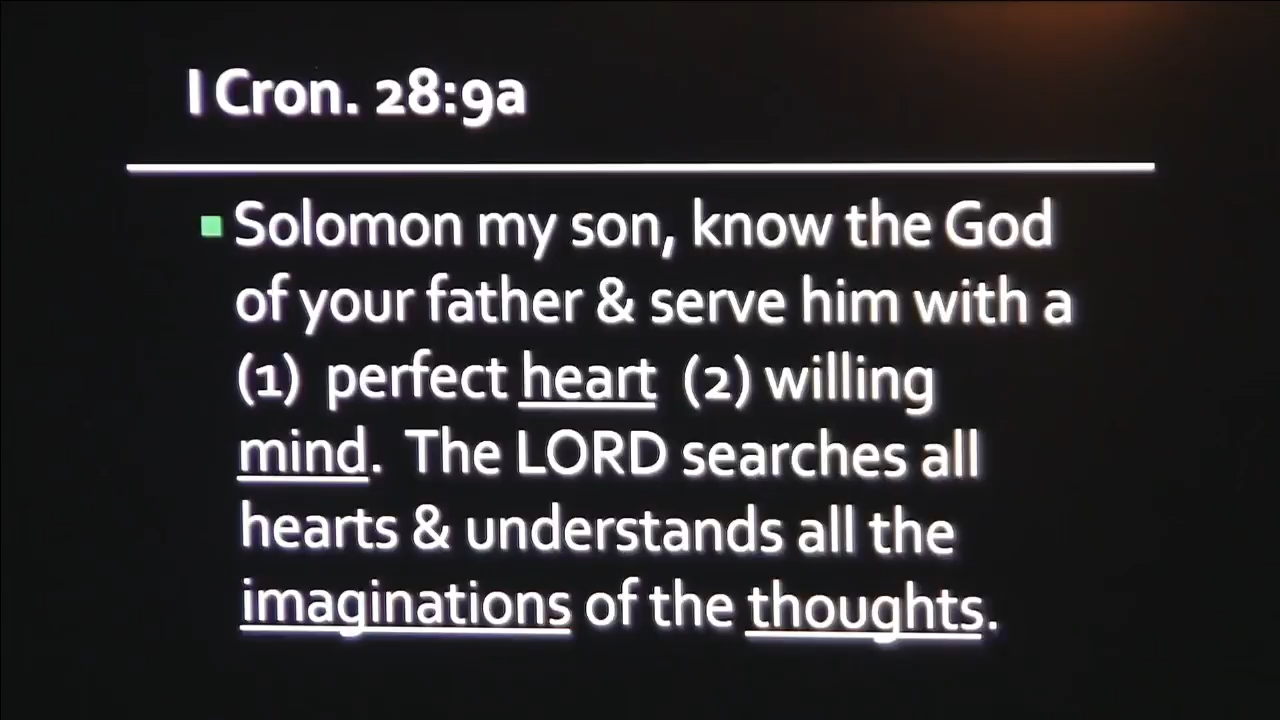 I Cron. 28:9a
Solomon my son, know the God
of your father & serve him with a
(1) perfect heart (2) willing
mind. The LORD searches all
hearts & understands all the
imaginations of the thoughts.